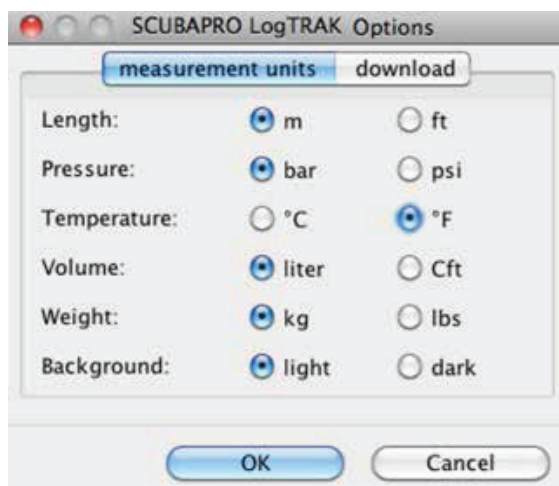 SCUBAPRO LogTRAK Options
measurement units download
Length: m ft
Pressure: bar psi
Temperature: °C °F
Volume: liter Cft
Weight: kg lbs
Background: light dark
OK Cancel